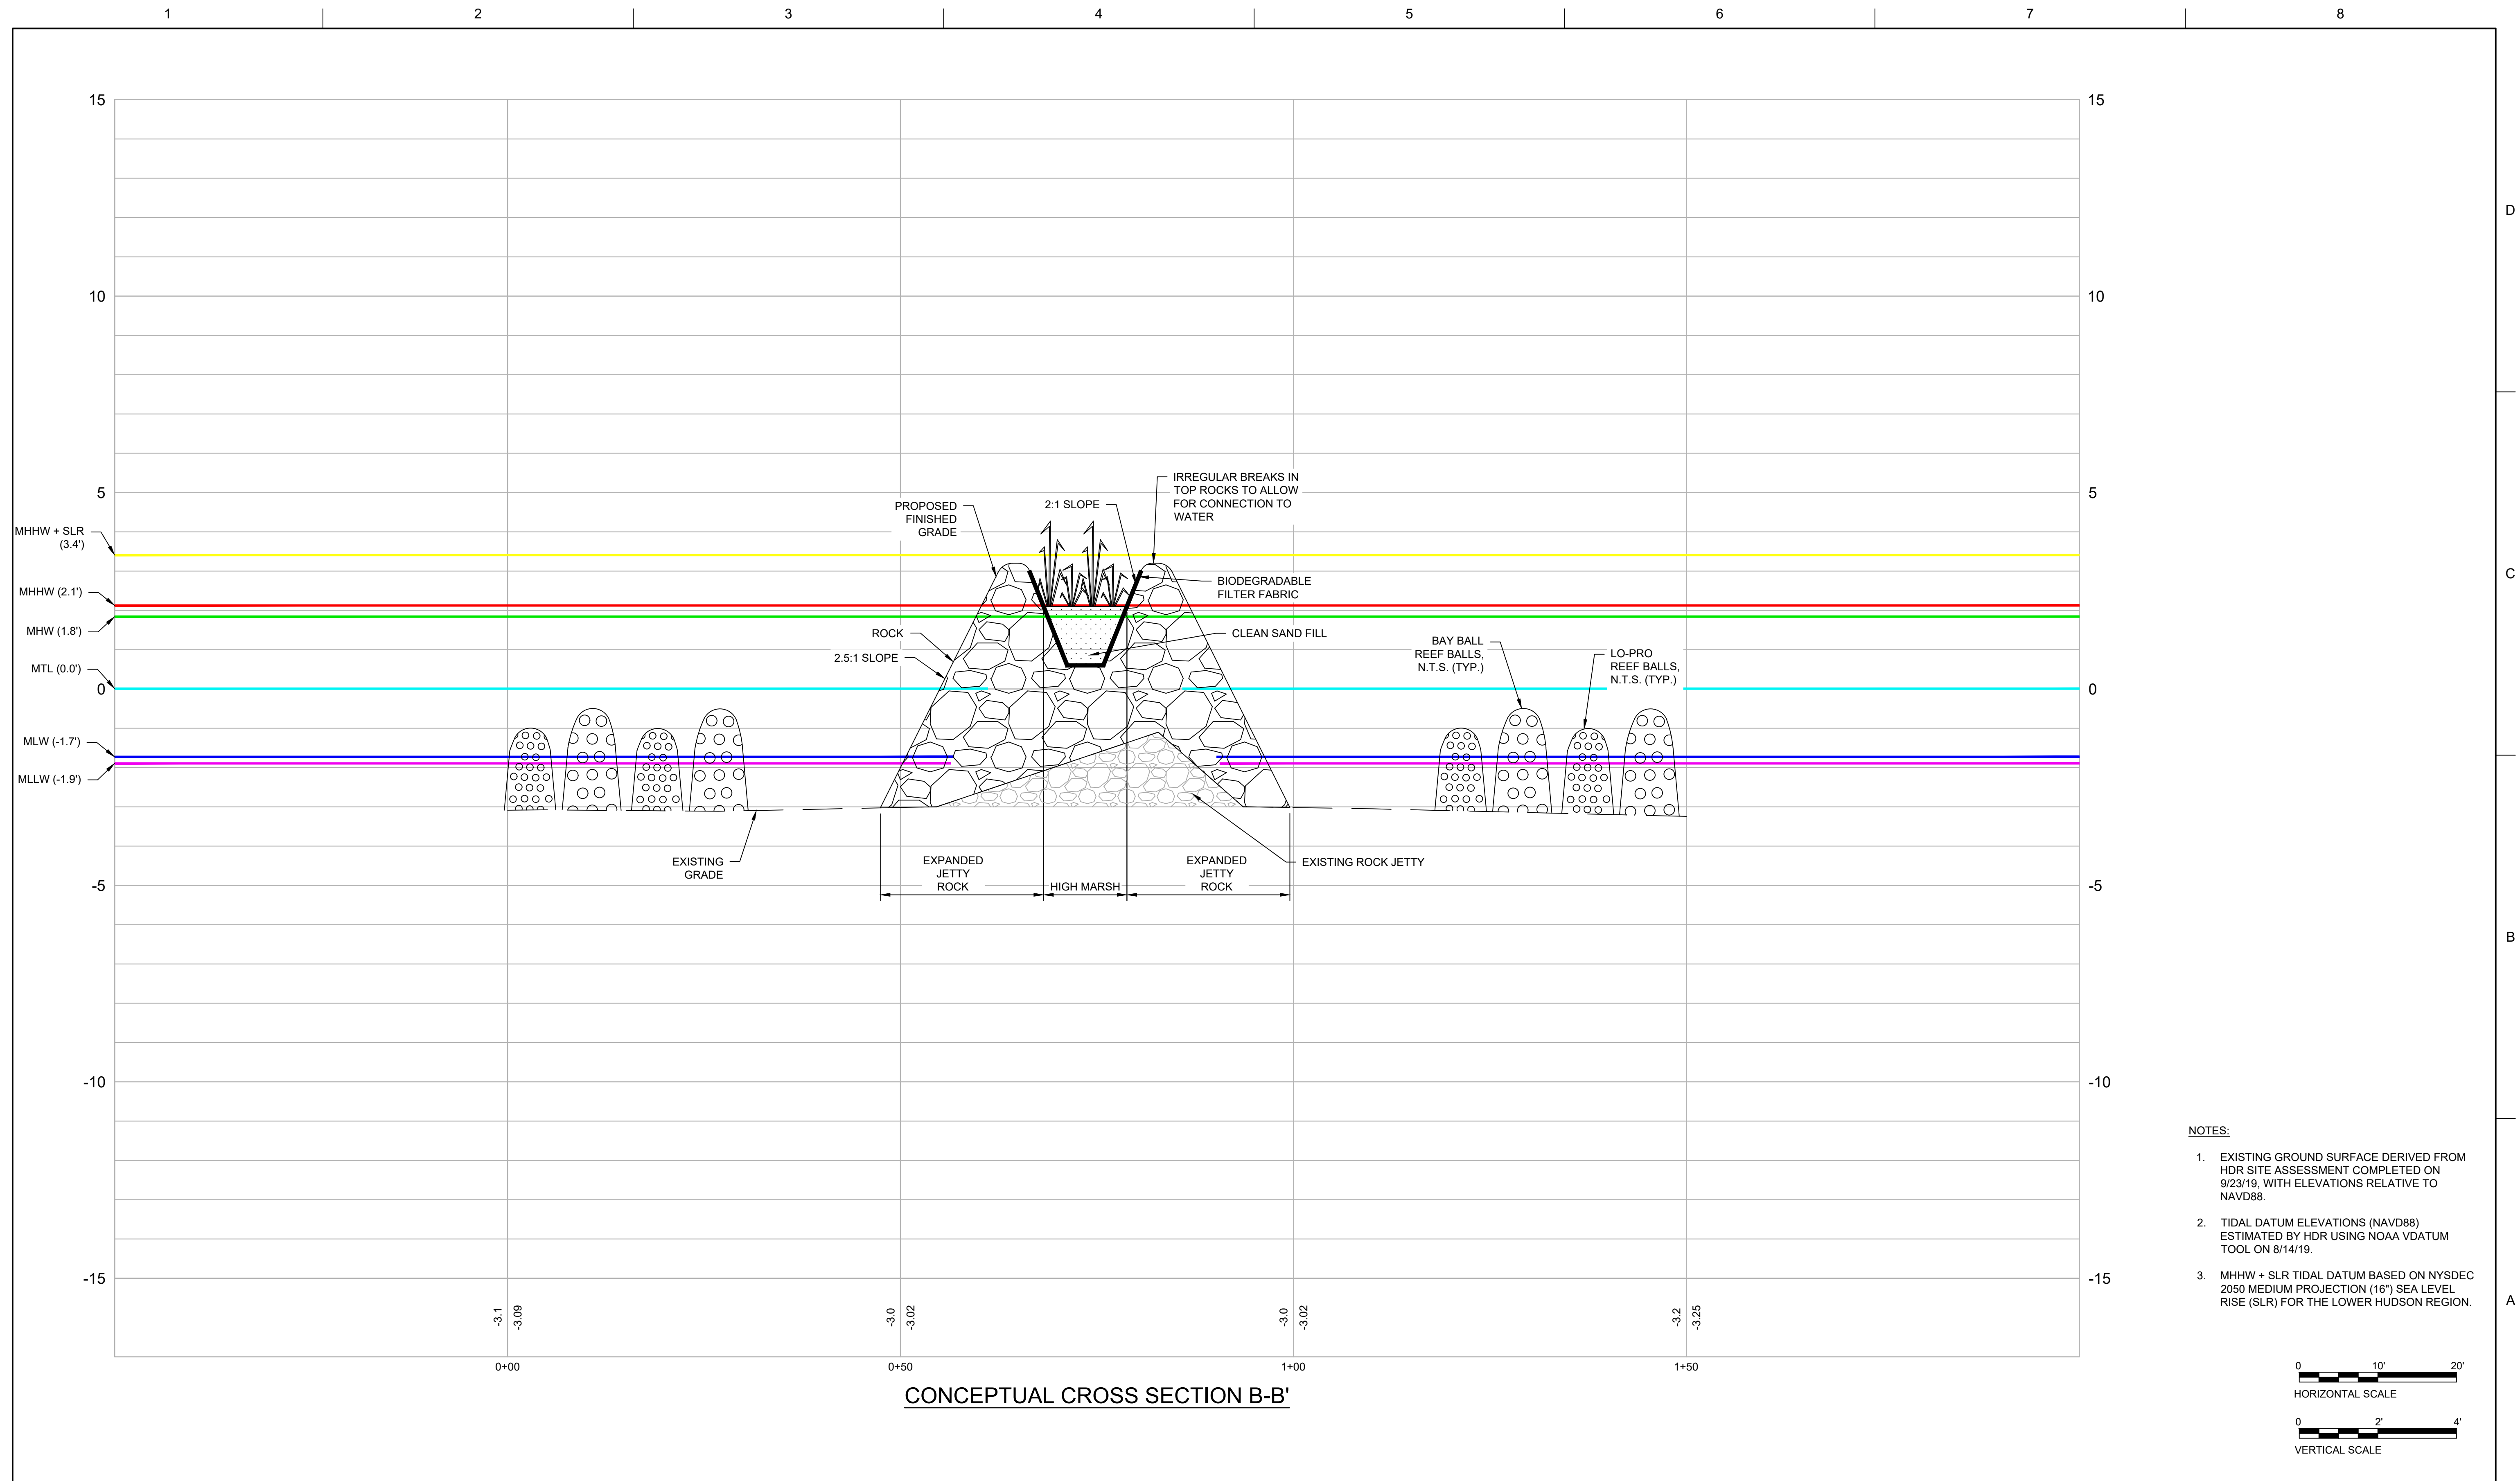 1 2 3 4 5 6 7 8
D
C
B
A
15 15
10 10
5 5
0 0
-5 -5
-10 -10
-15 -15
MHHW + SLR
(3.4')
MHHW (2.1')
MHW (1.8')
MTL (0.0')
MLW (-1.7')
MLLW (-1.9')
PROPOSED
FINISHED
GRADE
2:1 SLOPE
IRREGULAR BREAKS IN
TOP ROCKS TO ALLOW
FOR CONNECTION TO
WATER
BIODEGRADABLE
FILTER FABRIC
ROCK
2.5:1 SLOPE
CLEAN SAND FILL
BAY BALL
REEF BALLS,
N.T.S. (TYP.)
LO-PRO
REEF BALLS,
N.T.S. (TYP.)
EXISTING
GRADE
EXPANDED
JETTY
ROCK
HIGH MARSH
EXPANDED
JETTY
ROCK
EXISTING ROCK JETTY
-3.1
-3.09
-3.0
-3.02
-3.0
-3.02
-3.2
-3.25
0+00 0+50 1+00 1+50
CONCEPTUAL CROSS SECTION B-B'
NOTES:
1. EXISTING GROUND SURFACE DERIVED FROM
HDR SITE ASSESSMENT COMPLETED ON
9/23/19, WITH ELEVATIONS RELATIVE TO
NAVD88.
2. TIDAL DATUM ELEVATIONS (NAVD88)
ESTIMATED BY HDR USING NOAA VDATUM
TOOL ON 8/14/19.
3. MHHW + SLR TIDAL DATUM BASED ON NYSDEC
2050 MEDIUM PROJECTION (16") SEA LEVEL
RISE (SLR) FOR THE LOWER HUDSON REGION.
0 10' 20'
HORIZONTAL SCALE
0 2' 4'
VERTICAL SCALE